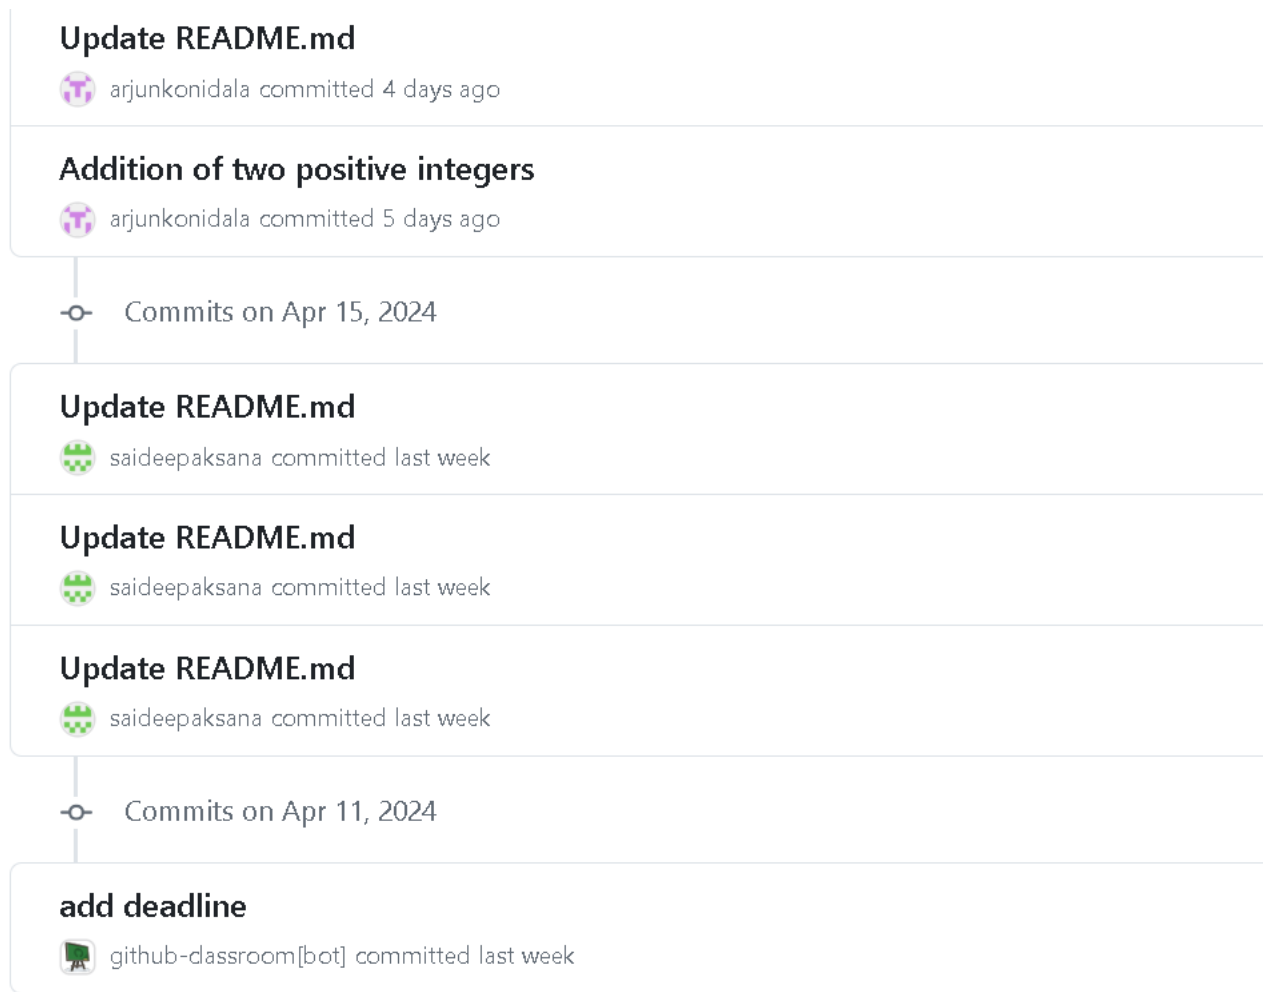 Update README.md
arjunkonidala committed 4 days ago
Addition of two positive integers
arjunkonidala committed 5 days ago
Commits on Apr 15, 2024
Update README.md
saideepaksana committed last week
Update README.md
saideepaksana committed last week
Update README.md
saideepaksana committed last week
Commits on Apr 11, 2024
add deadline
github-classroom[bot] committed last week